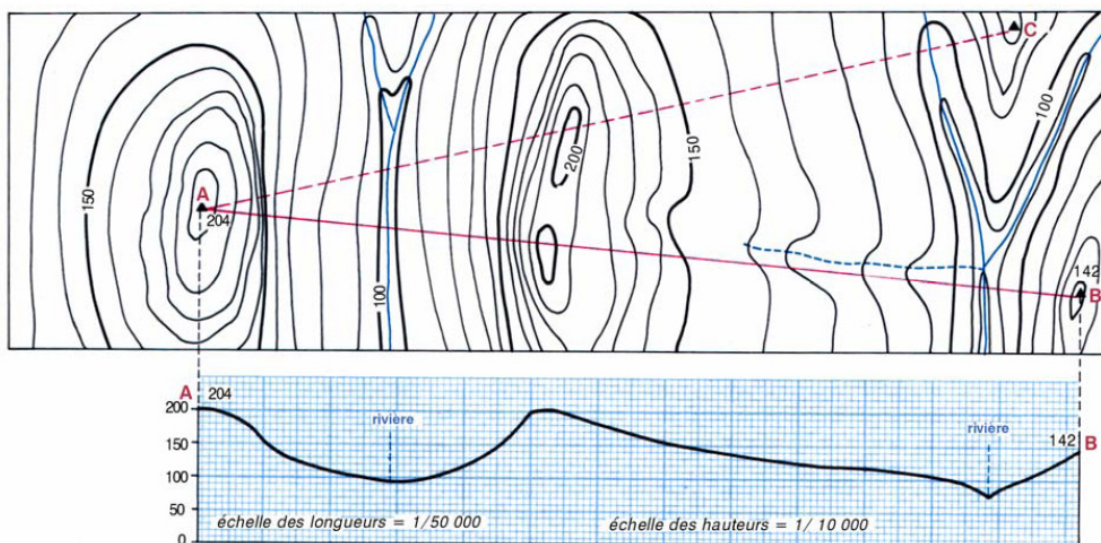 C
100
200
150
150
A
204
142
100
B
A
204
200
rivière
rivière
142
B
150
100
50
échelle des longueurs = 1/50 000
échelle des hauteurs = 1/ 10 000
0